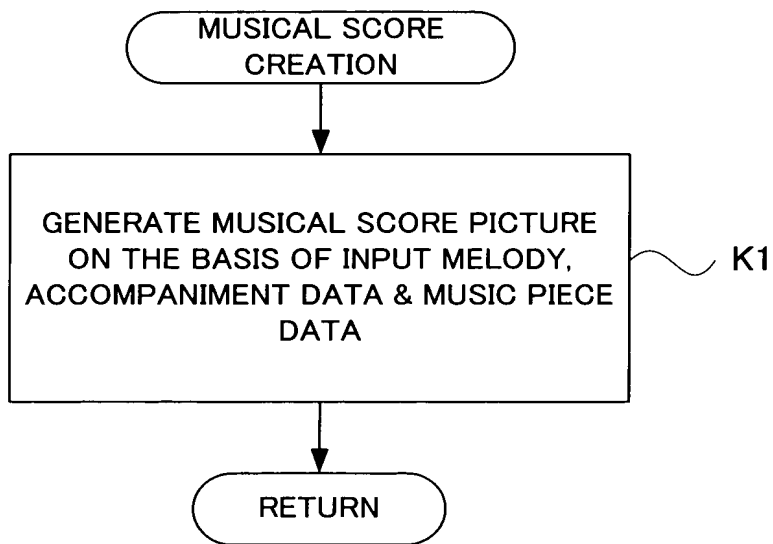 MUSICAL SCORE
CREATION
GENERATE MUSICAL SCORE PICTURE
ON THE BASIS OF INPUT MELODY,
ACCOMPANIMENT DATA & MUSIC PIECE
DATA
K1
RETURN